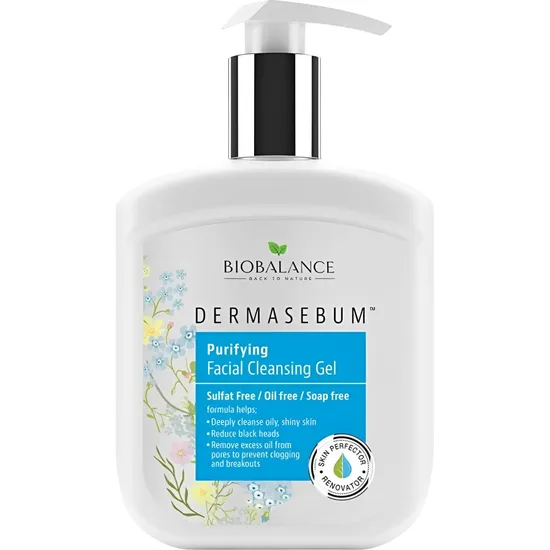 BIOBALANCE
BACK TO NATURE
DERMASEBUM™
Purifying
Facial Cleansing Gel
Sulfat Free / Oil free / Soap free
formula helps;
• Deeply cleanse oily, shiny skin
• Reduce black heads
• Remove excess oil from
pores to prevent clogging
and breakouts
SKIN PERFECTOR
RENOVATOR